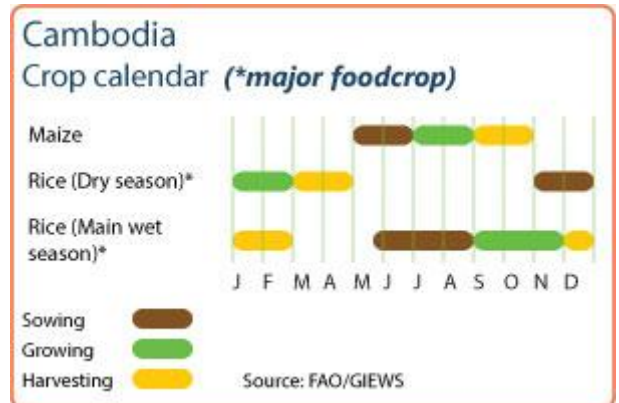 Cambodia
Crop calendar (*major foodcrop)
Maize
Rice (Dry season)*
Rice (Main wet
season)*
J F M A M J J A S O N D
Sowing
Growing
Harvesting
Source: FAO/GIEWS